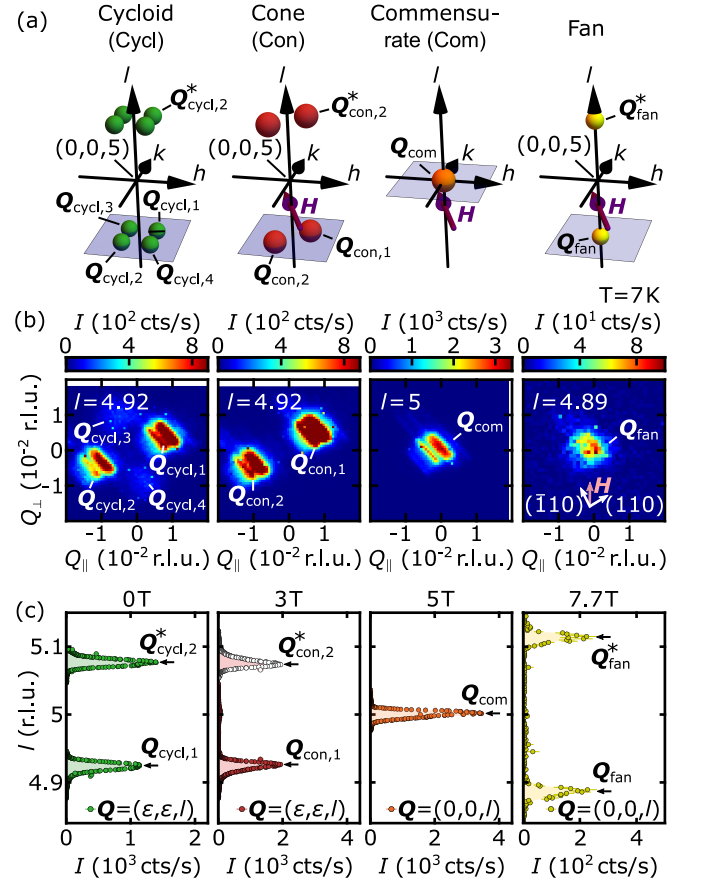 (a)
Cycloid
(Cycl)
Cone
(Con)
Commensu-
rate (Com)
Fan
l
Q*cycl,2
(0,0,5)
k
h
Qcycl,3
Qcycl,1
Qcycl,2
Qcycl,4
l
Q*con,2
(0,0,5)
k
h
H
Qcon,1
Qcon,2
l
Qcom
k
h
H
l
Q*fan
(0,0,5)
k
h
H
Qfan
T=7K
(b)
I (10² cts/s)
I (10² cts/s)
I (10³ cts/s)
I (10¹ cts/s)
0 4 8
0 4 8
0 1 2 3
0 4 8
Q⊥ (10⁻² r.l.u.)
1
0
-1
l=4.92
Qcycl,3
Qcycl,1
Qcycl,2
Qcycl,4
l=4.92
Qcon,1
Qcon,2
l=5
Qcom
l=4.89
Qfan
H
(1̄10)
(110)
-1 0 1
-1 0 1
-1 0 1
-1 0 1
Q|| (10⁻² r.l.u.)
Q|| (10⁻² r.l.u.)
Q|| (10⁻² r.l.u.)
Q|| (10⁻² r.l.u.)
(c)
0T
3T
5T
7.7T
l (r.l.u.)
5.1
5
4.9
Q*cycl,2
Qcycl,1
Q=(ε,ε,l)
Q*con,2
Qcon,1
Q=(ε,ε,l)
Qcom
Q=(0,0,l)
Q*fan
Qfan
Q=(0,0,l)
0 1 2
0 2 4
0 2 4
0 2 4
I (10³ cts/s)
I (10³ cts/s)
I (10³ cts/s)
I (10² cts/s)